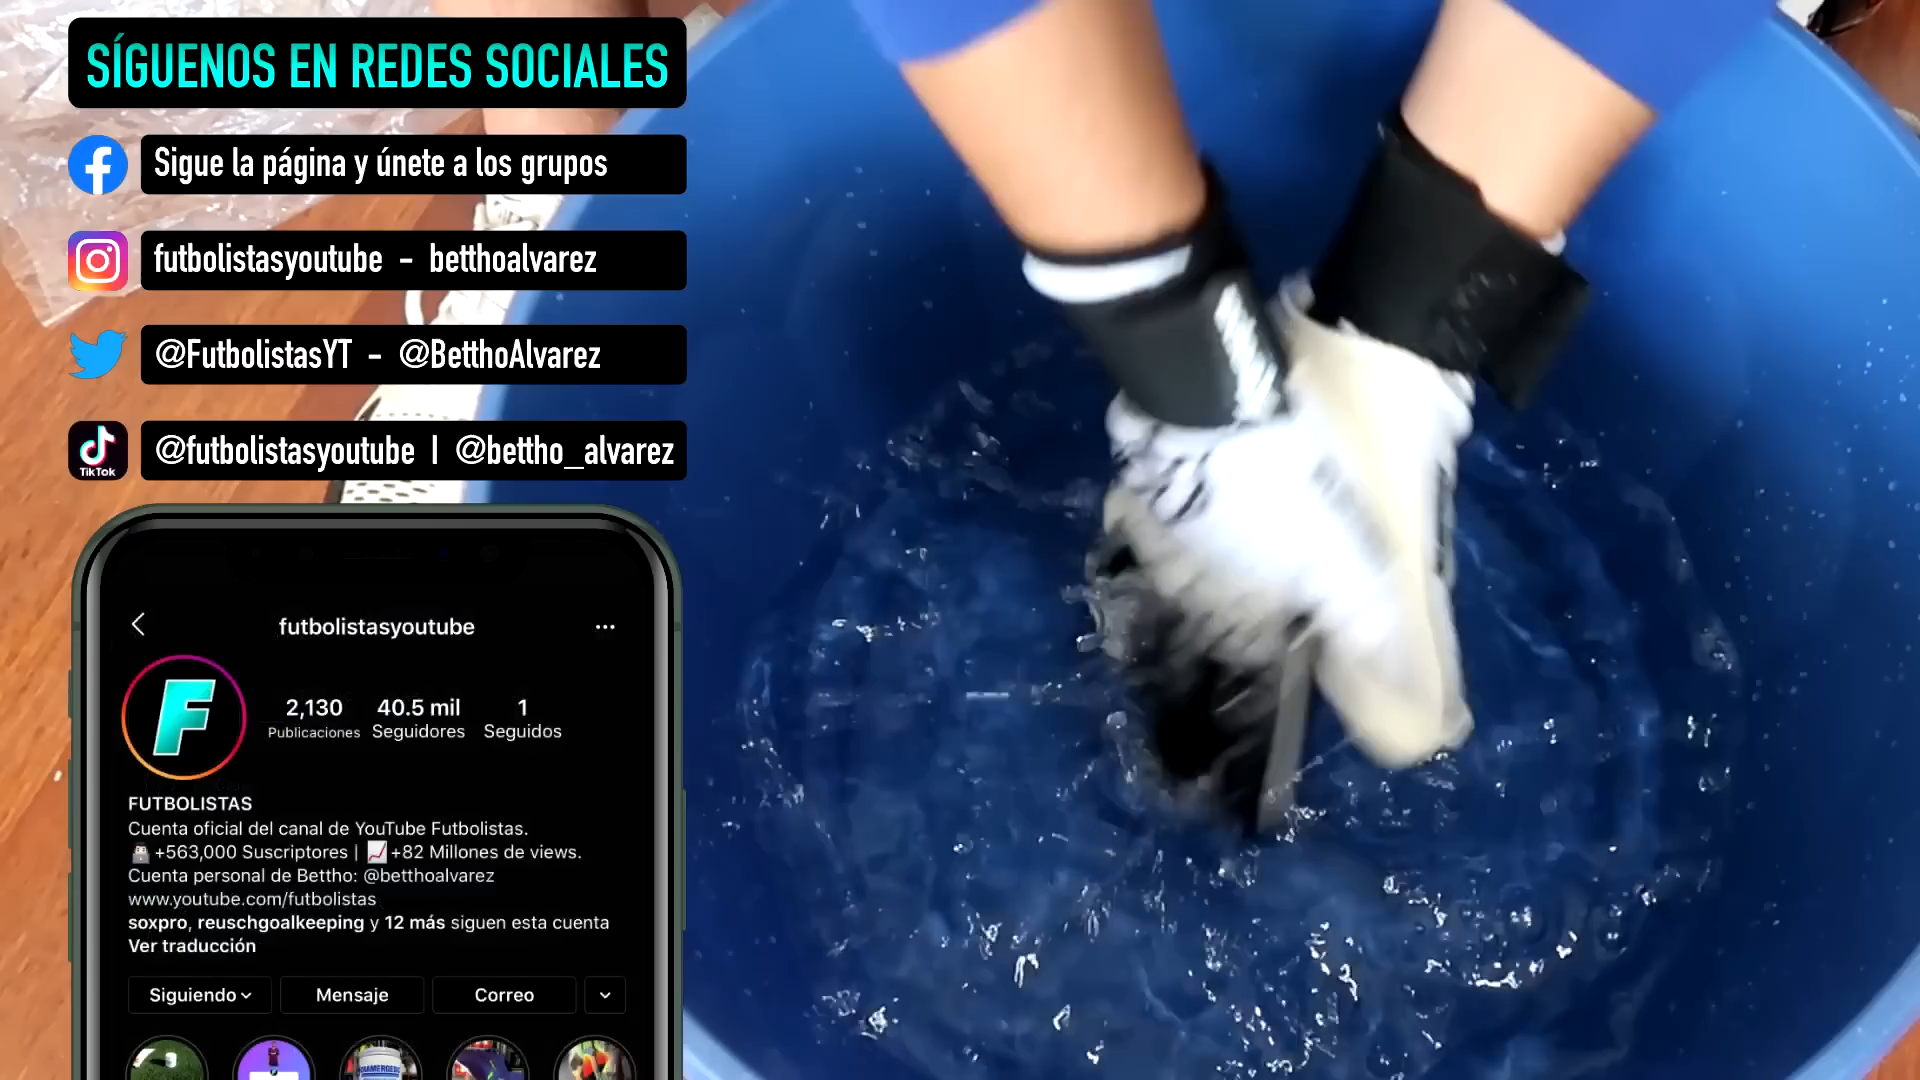 SÍGUENOS EN REDES SOCIALES
Sigue la página y únete a los grupos
futbolistasyoutube - betthoalvarez
@FutbolistasYT - @BetthoAlvarez
TikTok
@futbolistasyoutube | @bettho_alvarez
futbolistasyoutube
F
2,130 40.5 mil 1
Publicaciones Seguidores Seguidos
FUTBOLISTAS
Cuenta oficial del canal de YouTube Futbolistas.
+563,000 Suscriptores | +82 Millones de views.
Cuenta personal de Bettho: @betthoalvarez
www.youtube.com/futbolistas
soxpro, reuschgoalkeeping y 12 más siguen esta cuenta
Ver traducción
Siguiendo Mensaje Correo